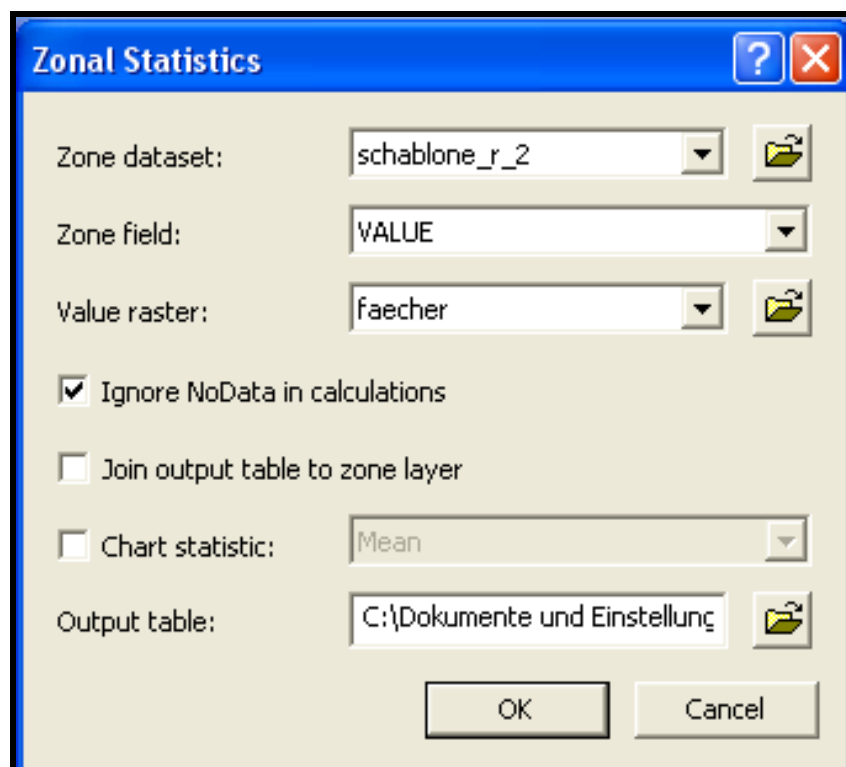 Zonal Statistics
Zone dataset: schablone_r_2
Zone field: VALUE
Value raster: faecher
Ignore NoData in calculations
Join output table to zone layer
Chart statistic: Mean
Output table: C:\Dokumente und Einstellung
OK Cancel